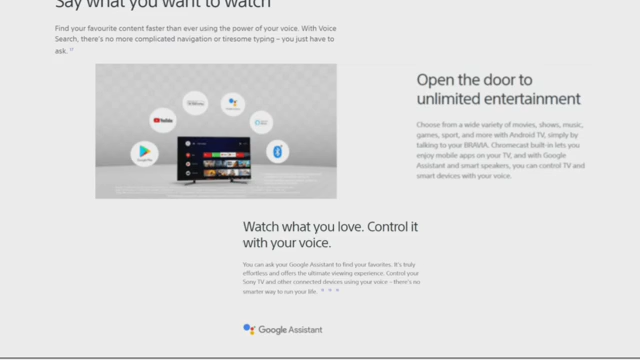 Say what you want to watch
Find your favourite content faster than ever using the power of your voice. With Voice
Search, there's no more complicated navigation or tiresome typing – you just have to
ask.
Open the door to
unlimited entertainment
Choose from a wide variety of movies, shows, music,
games, sport, and more with Android TV, simply by
talking to your BRAVIA. Chromecast built-in lets you
enjoy mobile apps on your TV, and with Google
Assistant and smart speakers, you can control TV and
smart devices with your voice.
YouTube
Google Play
Watch what you love. Control it
with your voice.
You can ask your Google Assistant to find your favorites. It's truly
effortless and offers the ultimate viewing experience. Control your
Sony TV and other connected devices using your voice – there's no
smarter way to run your life.
Google Assistant